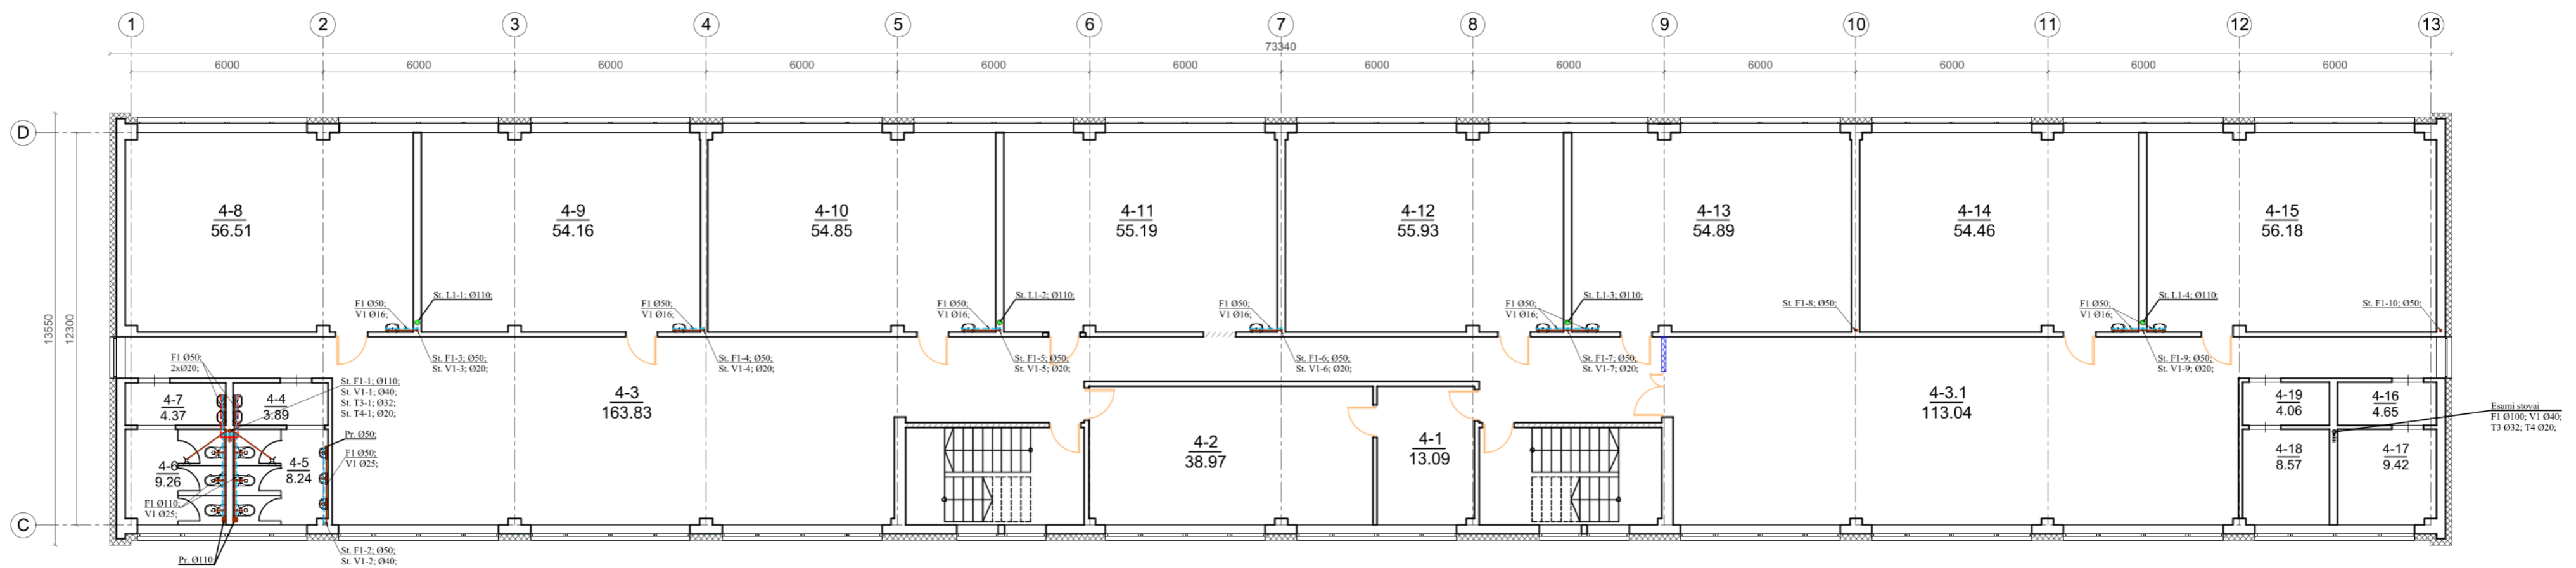 1 2 3 4 5 6 7 8 9 10 11 12 13
73340
6000 6000 6000 6000 6000 6000 6000 6000 6000 6000 6000 6000
D
13550
12300
4-8
56.51
4-9
54.16
4-10
54.85
4-11
55.19
4-12
55.93
4-13
54.89
4-14
54.46
4-15
56.18
F1 Ø50;
V1 Ø16;
St. L1-1; Ø110;
F1 Ø50;
V1 Ø16;
F1 Ø50;
V1 Ø16;
St. L1-2; Ø110;
F1 Ø50;
V1 Ø16;
F1 Ø50;
V1 Ø16;
St. L1-3; Ø110;
St. F1-8; Ø50;
F1 Ø50;
V1 Ø16;
St. L1-4; Ø110;
St. F1-10; Ø50;
St. F1-3; Ø50;
St. V1-3; Ø20;
St. F1-4; Ø50;
St. V1-4; Ø20;
St. F1-5; Ø50;
St. V1-5; Ø20;
St. F1-6; Ø50;
St. V1-6; Ø20;
St. F1-7; Ø50;
St. V1-7; Ø20;
St. F1-9; Ø50;
St. V1-9; Ø20;
F1 Ø50;
2xØ20;
St. F1-1; Ø110;
St. V1-1; Ø40;
St. T3-1; Ø32;
St. T4-1; Ø20;
4-7
4.37
4-4
3.89
4-3
163.83
4-3.1
113.04
4-19
4.06
4-16
4.65
Esami stovai
F1 Ø100; V1 Ø40;
T3 Ø32; T4 Ø20;
Pr. Ø50;
F1 Ø50;
V1 Ø25;
4-6
9.26
4-5
8.24
4-2
38.97
4-1
13.09
4-18
8.57
4-17
9.42
F1 Ø110;
V1 Ø25;
C
Pr. Ø110;
St. F1-2; Ø50;
St. V1-2; Ø40;